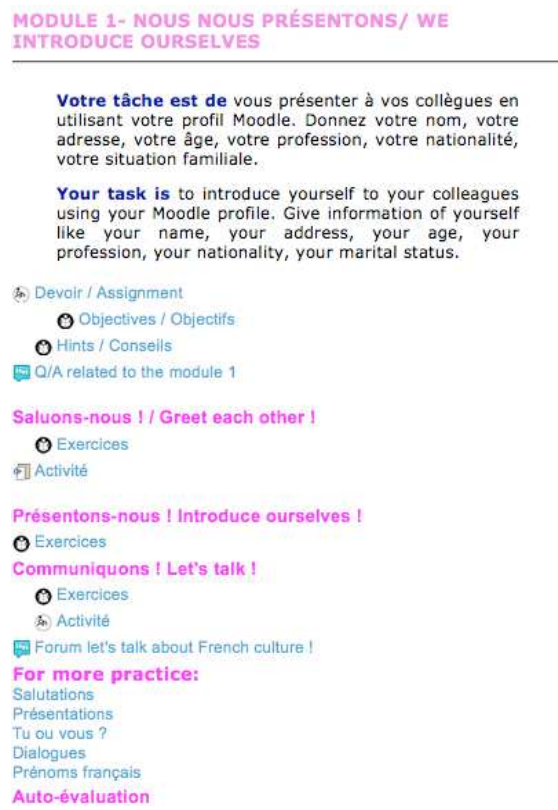 MODULE 1- NOUS NOUS PRÉSENTONS/ WE
INTRODUCE OURSELVES
Votre tâche est de vous présenter à vos collègues en
utilisant votre profil Moodle. Donnez votre nom, votre
adresse, votre âge, votre profession, votre nationalité,
votre situation familiale.
Your task is to introduce yourself to your colleagues
using your Moodle profile. Give information of yourself
like your name, your address, your age, your
profession, your nationality, your marital status.
Devoir / Assignment
Objectives / Objectifs
Hints / Conseils
Q/A related to the module 1
Saluons-nous ! / Greet each other !
Exercices
Activité
Présentons-nous ! Introduce ourselves !
Exercices
Communiquons ! Let's talk !
Exercices
Activité
Forum let's talk about French culture !
For more practice:
Salutations
Présentations
Tu ou vous ?
Dialogues
Prénoms français
Auto-évaluation